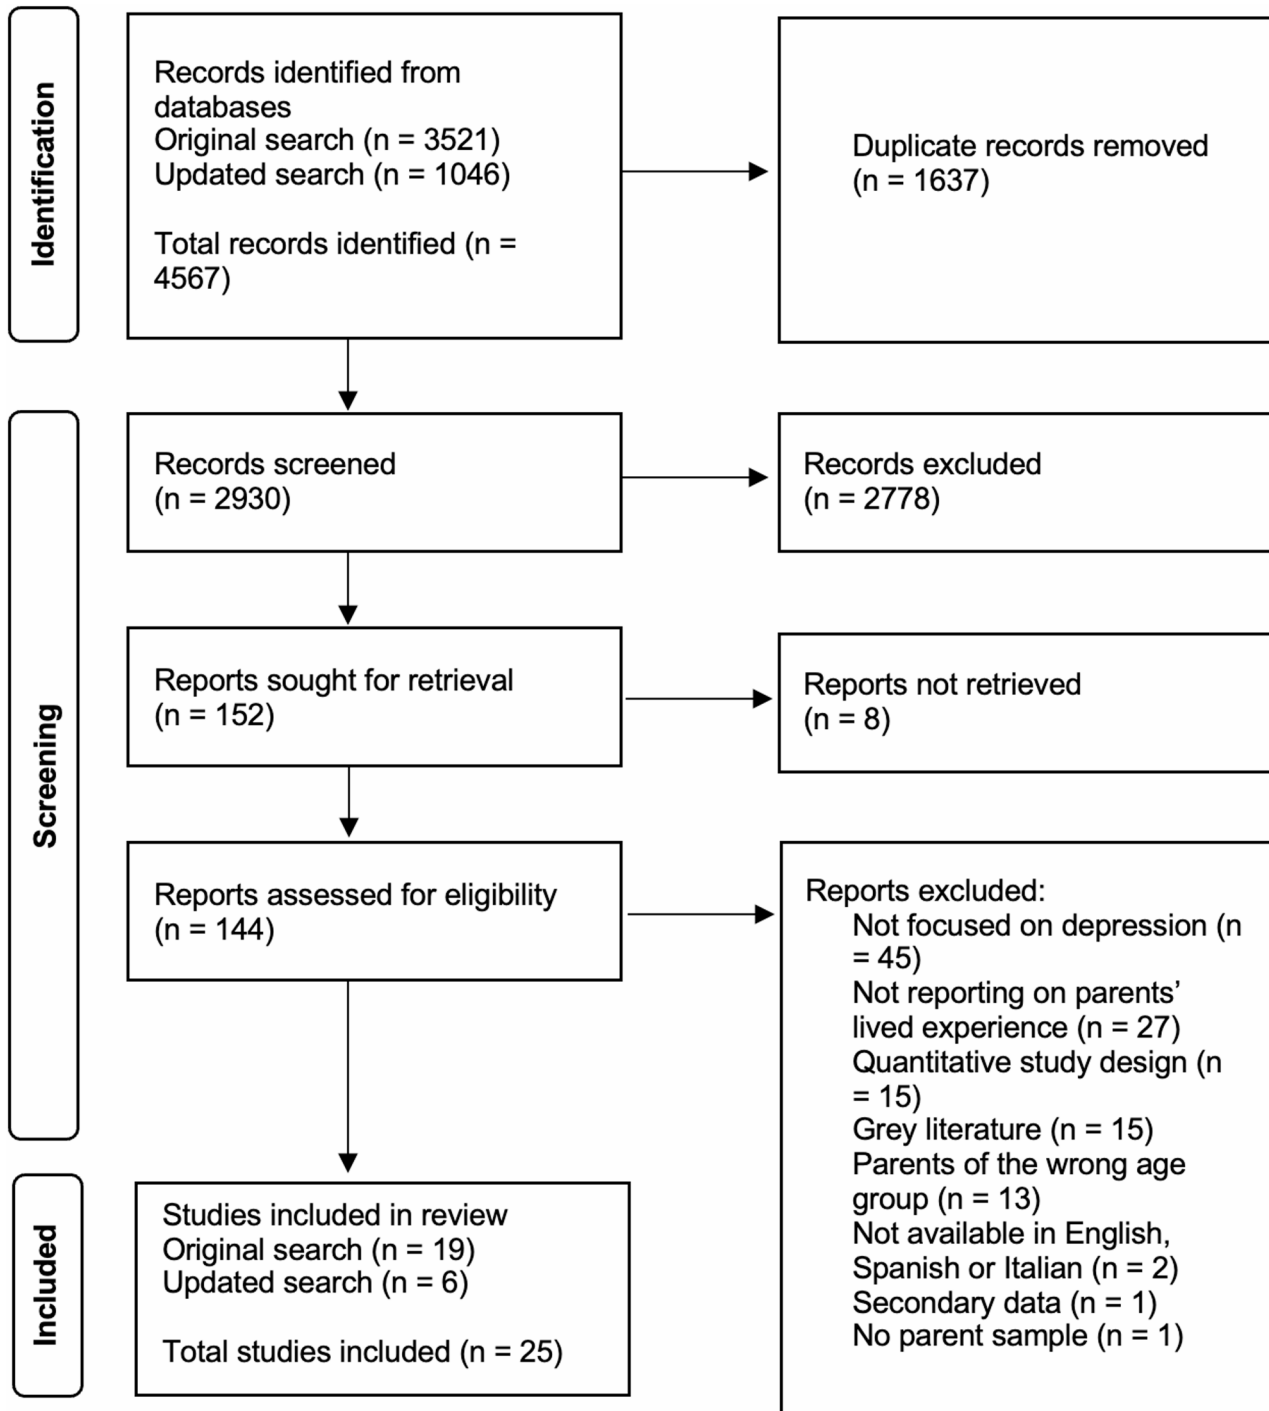 Identification
Records identified from
databases
Original search (n = 3521)
Updated search (n = 1046)
Total records identified (n =
4567)
Duplicate records removed
(n = 1637)
Screening
Records screened
(n = 2930)
Records excluded
(n = 2778)
Reports sought for retrieval
(n = 152)
Reports not retrieved
(n = 8)
Reports assessed for eligibility
(n = 144)
Reports excluded:
Not focused on depression (n
= 45)
Not reporting on parents’
lived experience (n = 27)
Quantitative study design (n
= 15)
Grey literature (n = 15)
Parents of the wrong age
group (n = 13)
Not available in English,
Spanish or Italian (n = 2)
Secondary data (n = 1)
No parent sample (n = 1)
Included
Studies included in review
Original search (n = 19)
Updated search (n = 6)
Total studies included (n = 25)